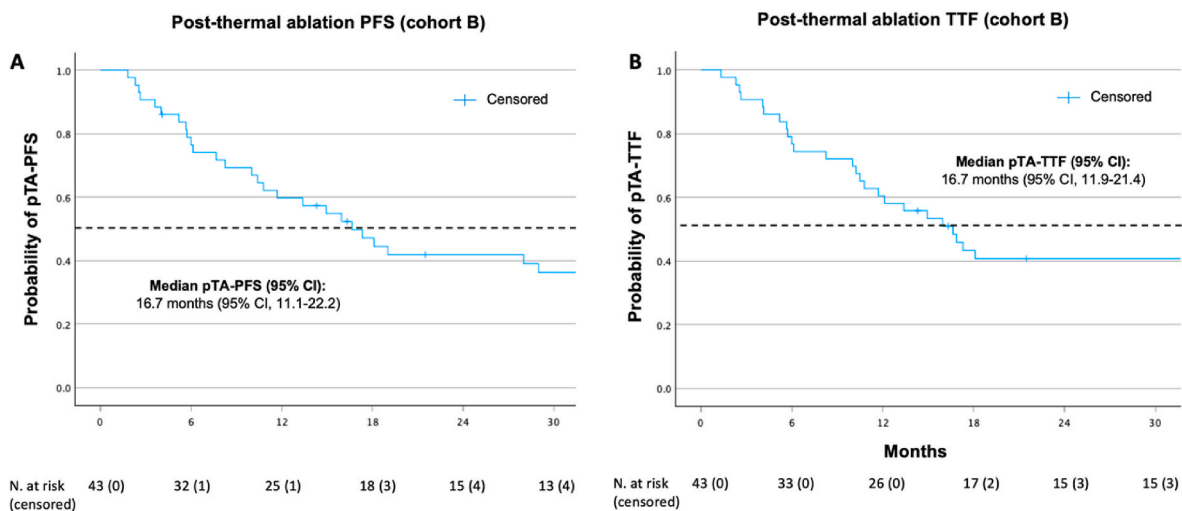 Post-thermal ablation PFS (cohort B)
A
Probability of pTA-PFS
1.0
0.8
0.6
0.4
0.2
0.0
Censored
Median pTA-PFS (95% CI):
16.7 months (95% CI, 11.1-22.2)
0 6 12 18 24 30
N. at risk 43 (0) 32 (1) 25 (1) 18 (3) 15 (4) 13 (4)
(censored)
Post-thermal ablation TTF (cohort B)
B
Probability of pTA-TTF
1.0
0.8
0.6
0.4
0.2
0.0
Censored
Median pTA-TTF (95% CI):
16.7 months (95% CI, 11.9-21.4)
0 6 12 18 24 30
Months
N. at risk 43 (0) 33 (0) 26 (0) 17 (2) 15 (3) 15 (3)
(censored)